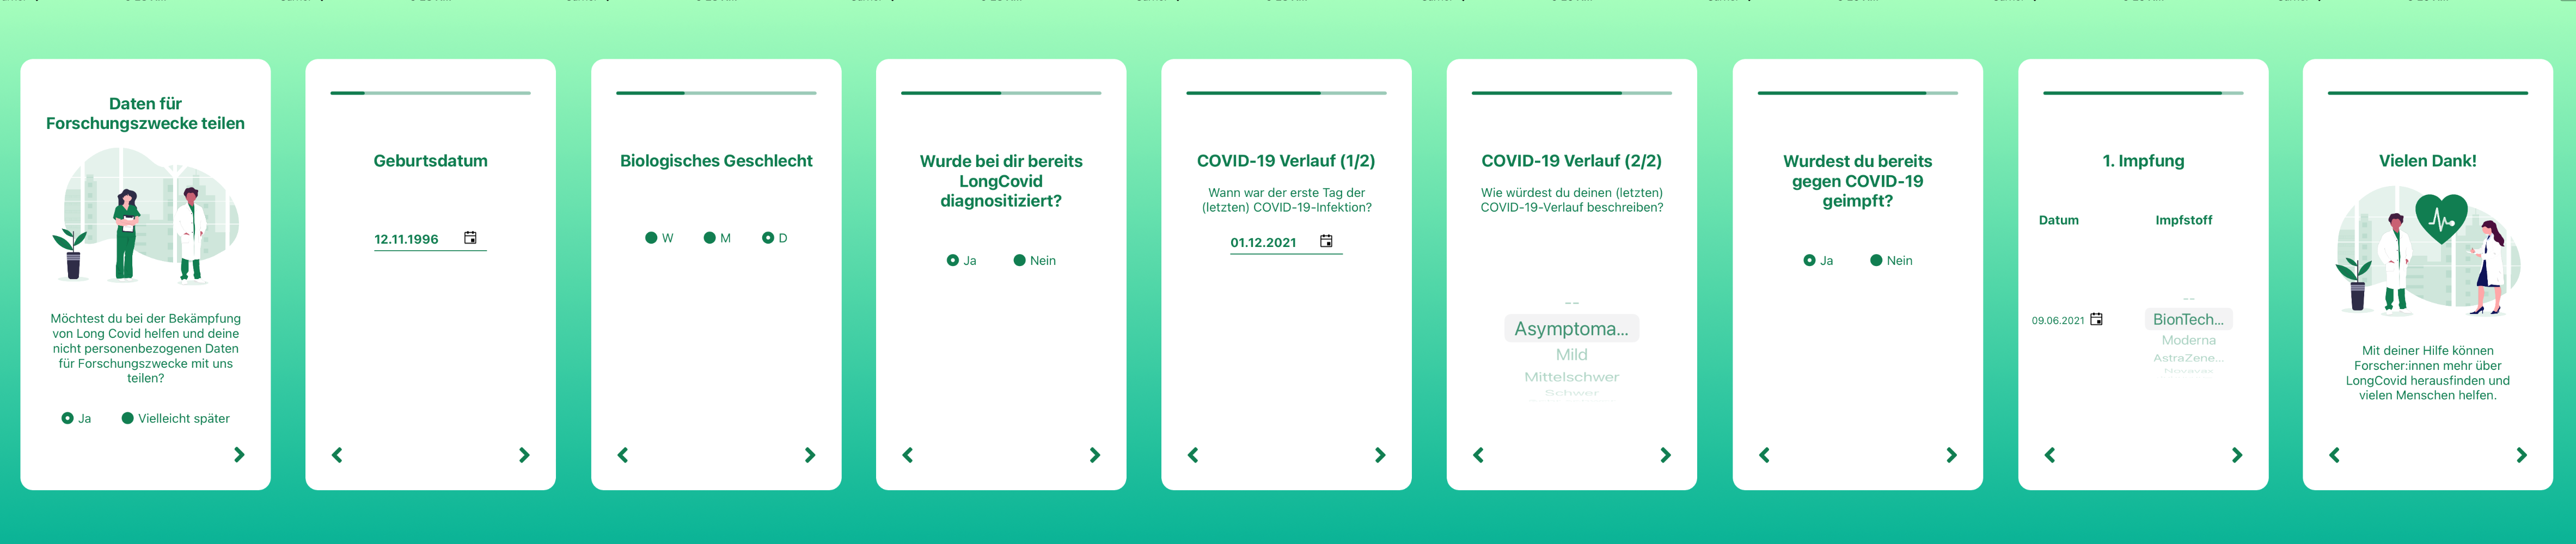 Daten für
Forschungszwecke teilen
Möchtest du bei der Bekämpfung
von Long Covid helfen und deine
nicht personenbezogenen Daten
für Forschungszwecke mit uns
teilen?
Ja
Vielleicht später
Geburtsdatum
12.11.1996
Biologisches Geschlecht
W
M
D
Wurde bei dir bereits
LongCovid
diagnositiziert?
Ja
Nein
COVID-19 Verlauf (1/2)
Wann war der erste Tag der
(letzten) COVID-19-Infektion?
01.12.2021
COVID-19 Verlauf (2/2)
Wie würdest du deinen (letzten)
COVID-19-Verlauf beschreiben?
--
Asymptoma...
Mild
Mittelschwer
Schwer
Wurdest du bereits
gegen COVID-19
geimpft?
Ja
Nein
1. Impfung
Datum
Impfstoff
09.06.2021
--
BionTech...
Moderna
AstraZene...
Novavax
Vielen Dank!
Mit deiner Hilfe können
Forscher:innen mehr über
LongCovid herausfinden und
vielen Menschen helfen.